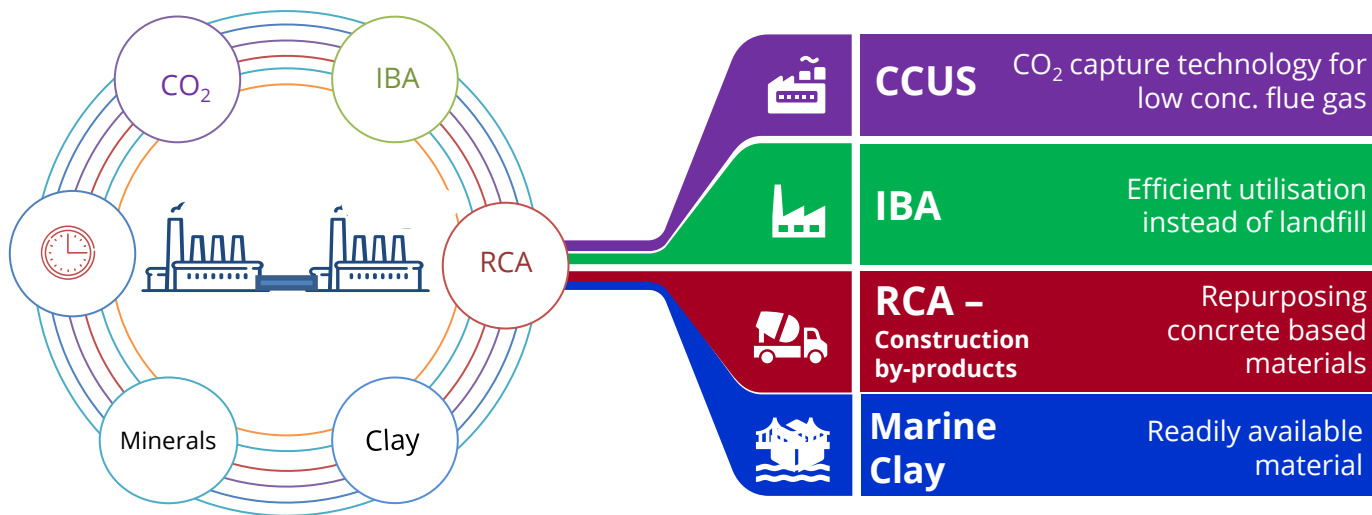 CO₂
IBA
RCA
Minerals
Clay
CCUS
CO₂ capture technology for
low conc. flue gas
IBA
Efficient utilisation
instead of landfill
RCA –
Construction
by-products
Repurposing
concrete based
materials
Marine
Clay
Readily available
material